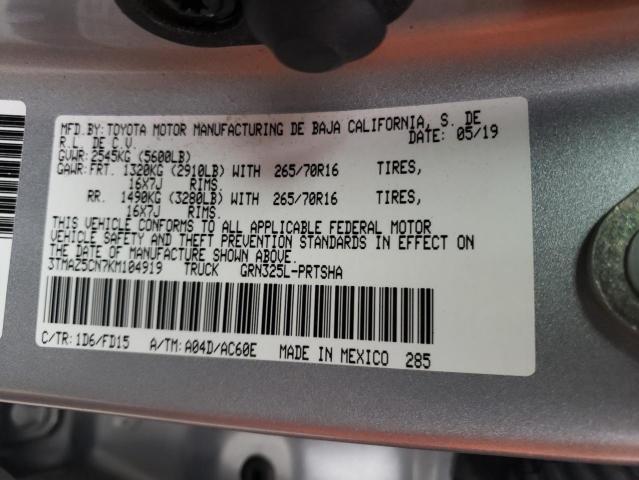 MFD.BY:TOYOTA MOTOR MANUFACTURING DE BAJA CALIFORNIA, S. DE
R.L. DE C.V. DATE: 05/19
GVWR:2545KG (5600LB)
GAWR:FRT. 1320KG (2910LB) WITH 265/70R16 TIRES,
16X7J RIMS.
RR. 1490KG (3280LB) WITH 265/70R16 TIRES,
16X7J RIMS.
THIS VEHICLE CONFORMS TO ALL APPLICABLE FEDERAL MOTOR
VEHICLE SAFETY AND THEFT PREVENTION STANDARDS IN EFFECT ON
THE DATE OF MANUFACTURE SHOWN ABOVE.
3TMAZ5CN7KM104919 TRUCK GRN325L-PRTSHA
C/TR:1D6/FD15 A/TM:A04D/AC60E MADE IN MEXICO 285